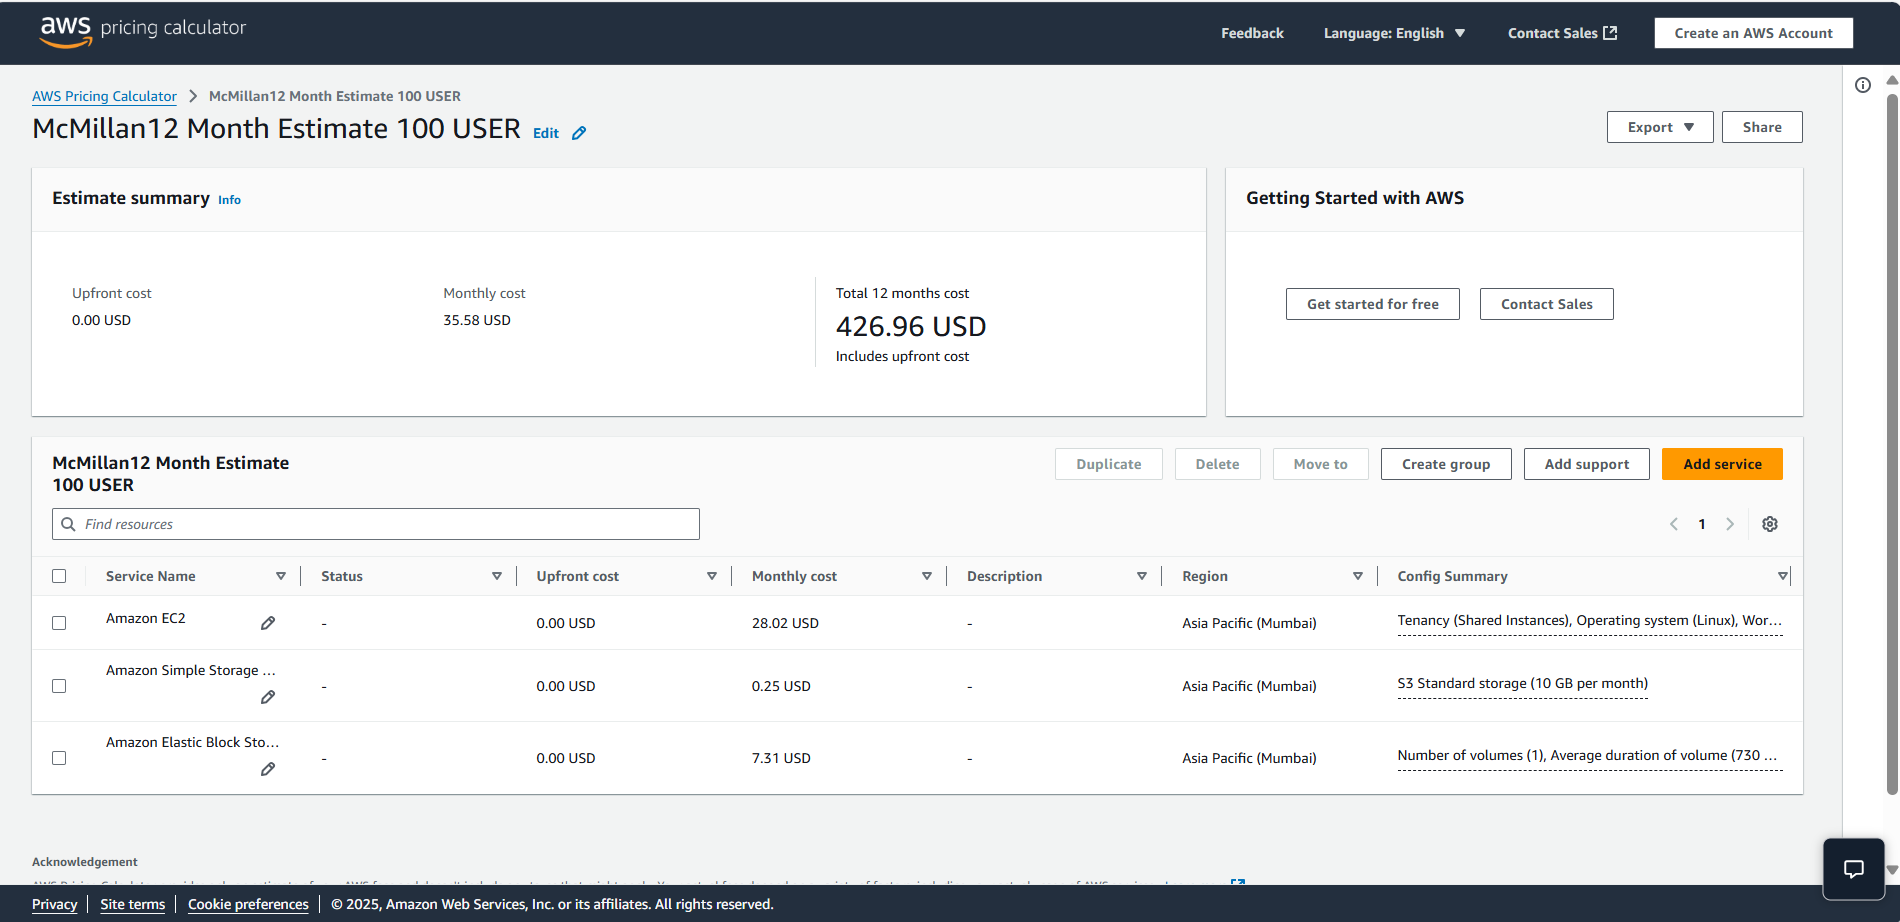 aws pricing calculator
Feedback Language: English Contact Sales Create an AWS Account
AWS Pricing Calculator McMillan12 Month Estimate 100 USER
McMillan12 Month Estimate 100 USER Edit
Export Share
Estimate summary Info
Getting Started with AWS
Upfront cost Monthly cost Total 12 months cost
0.00 USD 35.58 USD 426.96 USD
Includes upfront cost
Get started for free Contact Sales
McMillan12 Month Estimate
100 USER
Duplicate Delete Move to Create group Add support Add service
Find resources
1
Service Name Status Upfront cost Monthly cost Description Region Config Summary
Amazon EC2 - 0.00 USD 28.02 USD - Asia Pacific (Mumbai) Tenancy (Shared Instances), Operating system (Linux), Wor...
Amazon Simple Storage ... - 0.00 USD 0.25 USD - Asia Pacific (Mumbai) S3 Standard storage (10 GB per month)
Amazon Elastic Block Sto... - 0.00 USD 7.31 USD - Asia Pacific (Mumbai) Number of volumes (1), Average duration of volume (730 ...
Acknowledgement
Privacy Site terms Cookie preferences © 2025, Amazon Web Services, Inc. or its affiliates. All rights reserved.